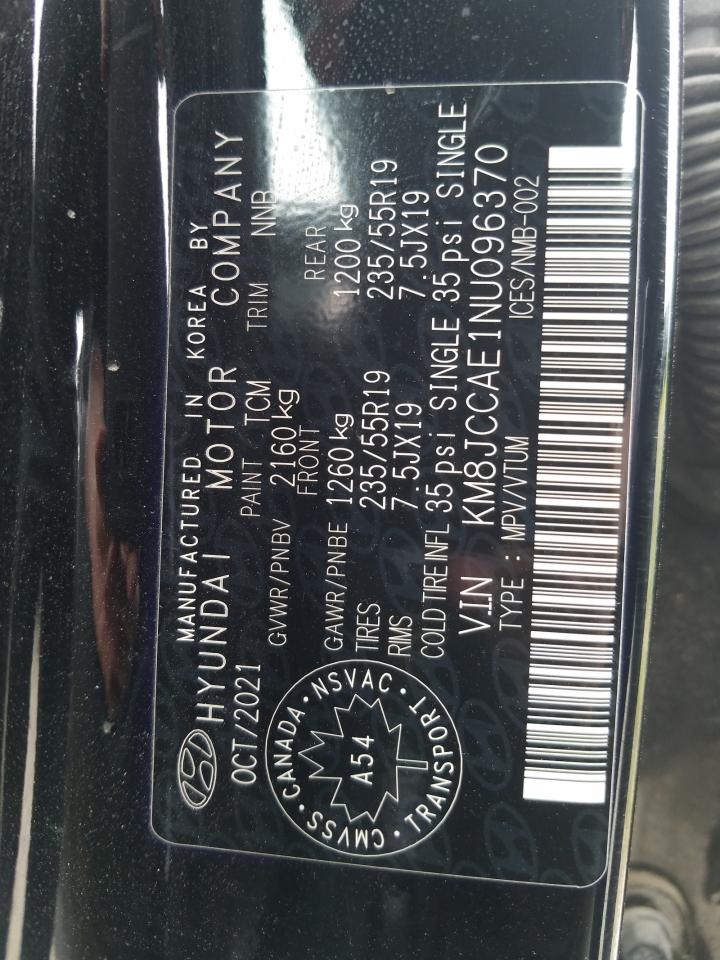 MANUFACTURED IN KOREA BY
HYUNDAI MOTOR COMPANY
OCT/2021 PAINT TCM TRIM NNB
GVWR/PNBV 2160 kg
FRONT REAR
GAWR/PNBE 1260 kg 1200 kg
TIRES 235/55R19 235/55R19
RIMS 7.5JX19 7.5JX19
COLD TIRE INFL 35 psi SINGLE 35 psi SINGLE
VIN KM8JCCAE1NU096370
TYPE : MPV/VTUM ICES/NMB-002
CMVSS · CANADA · NSVAC · TRANSPORT ·
A54